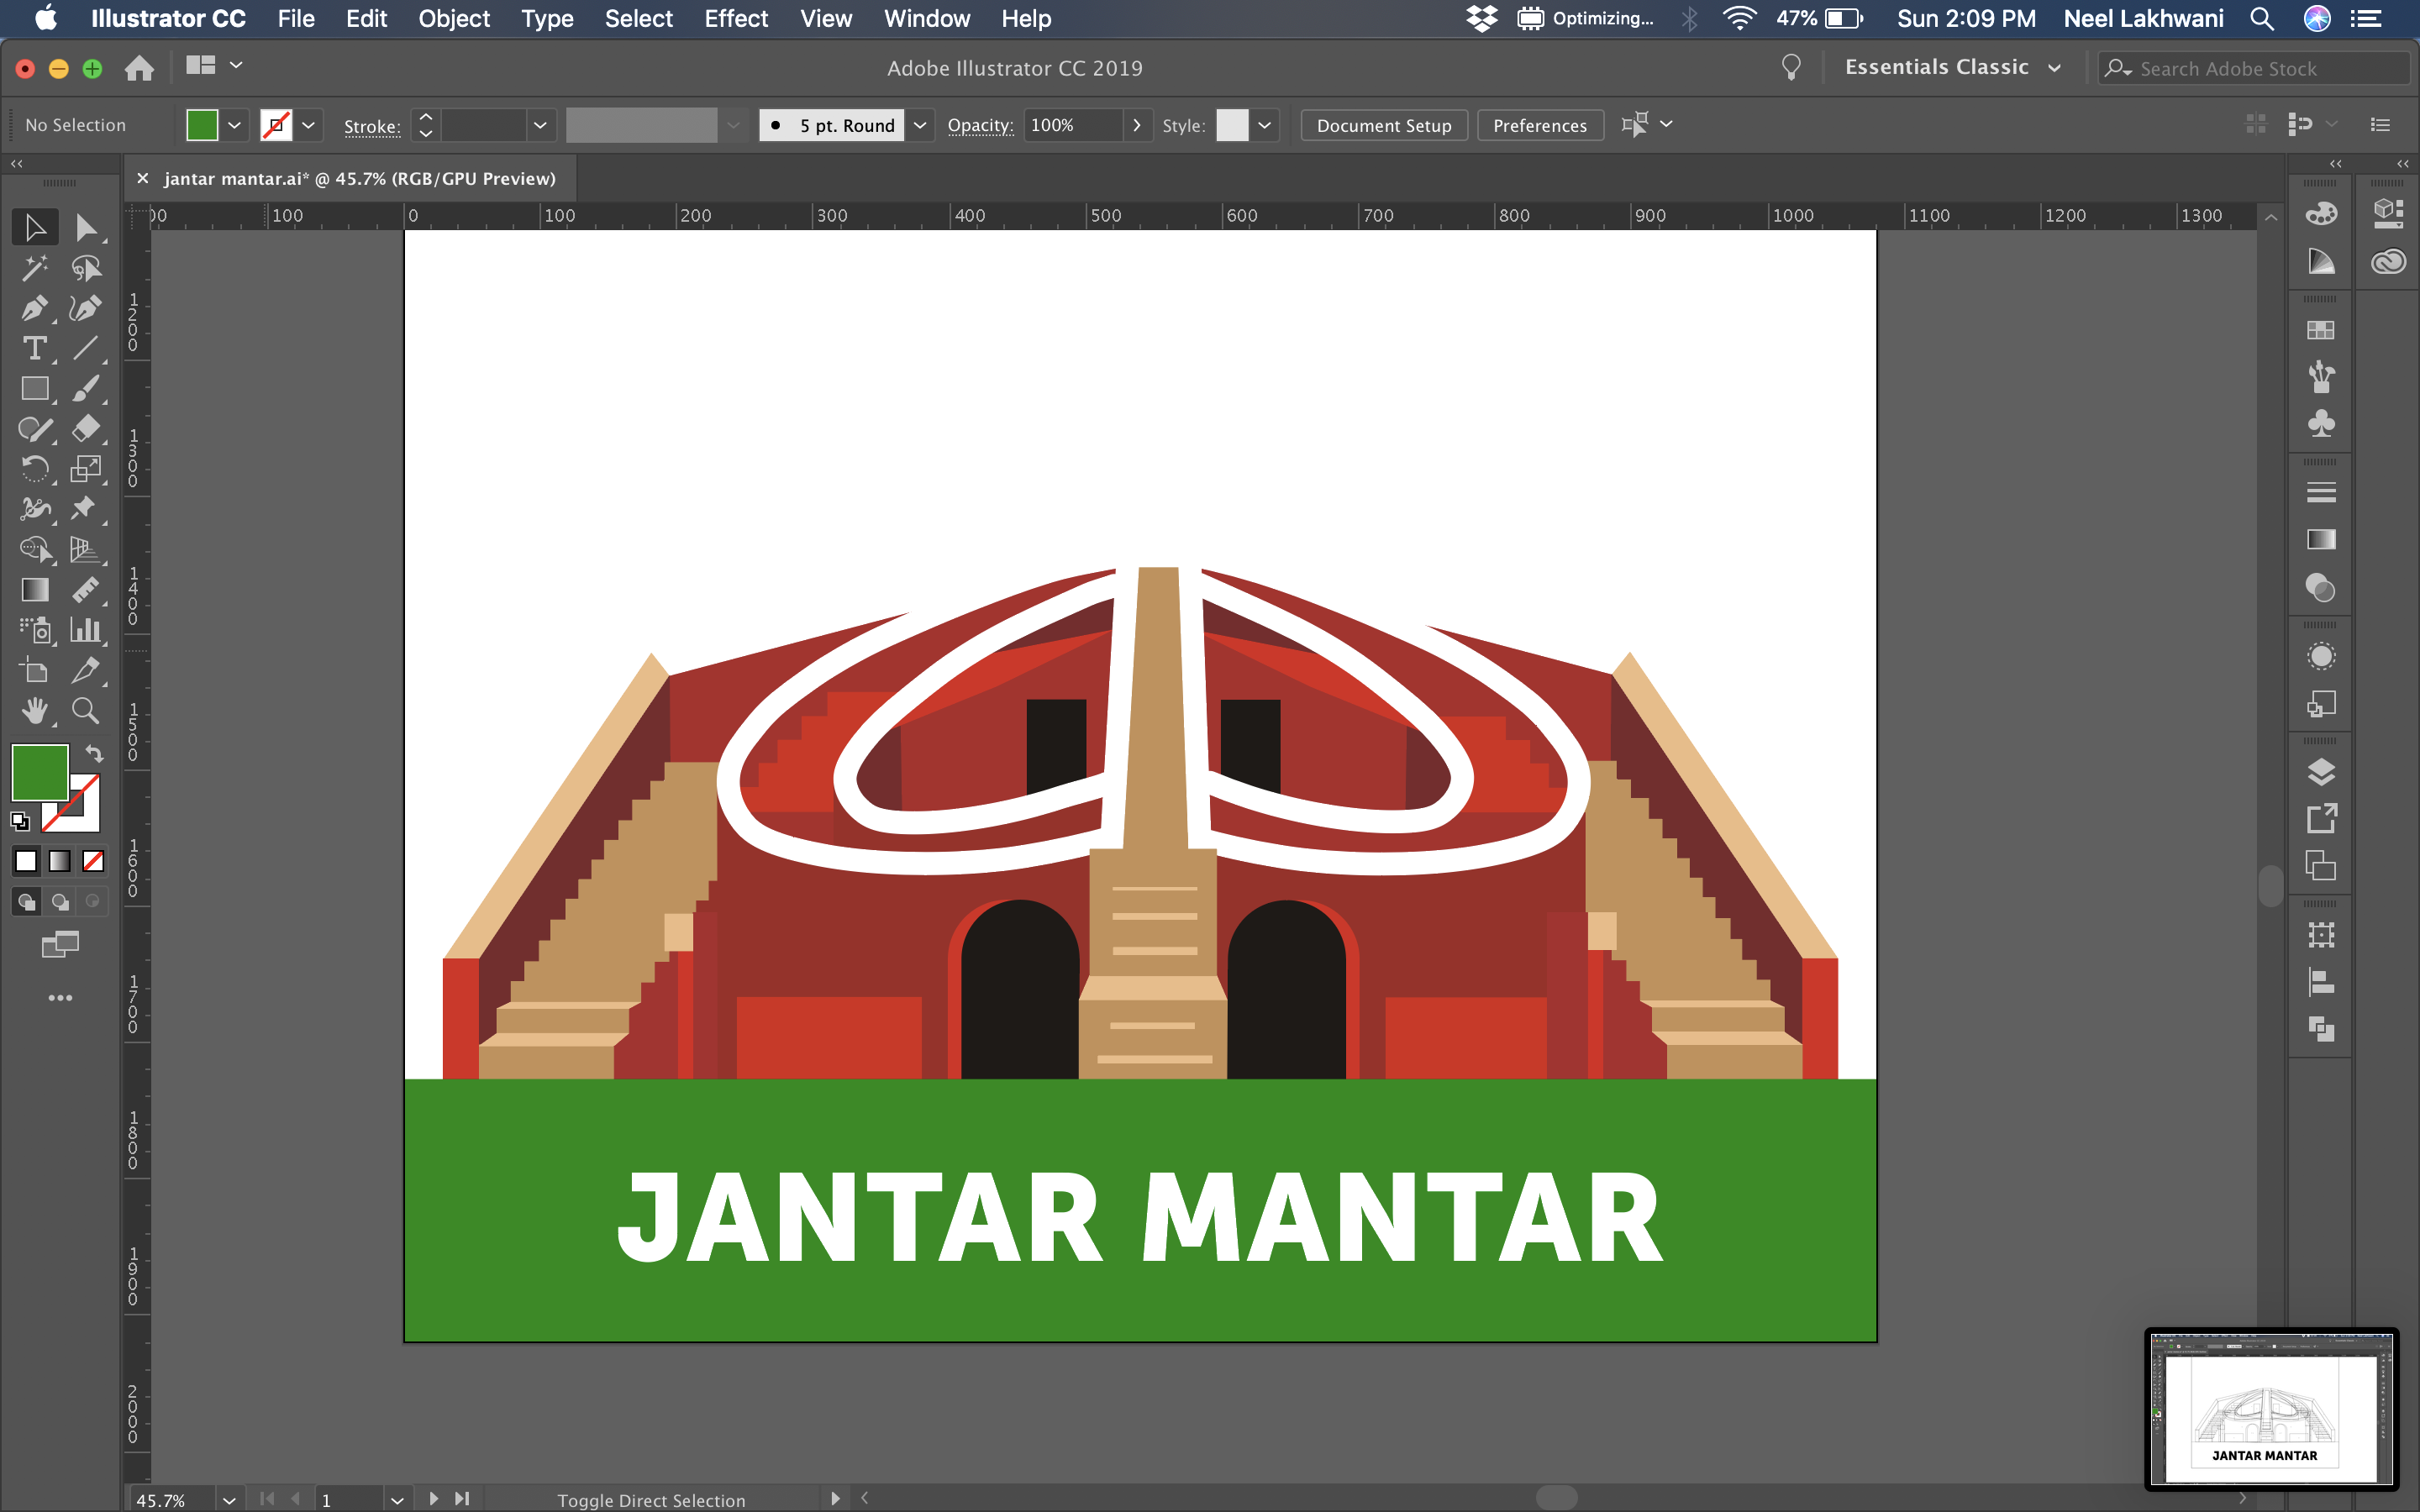 Illustrator CC File Edit Object Type Select Effect View Window Help Optimizing... 47% Sun 2:09 PM Neel Lakhwani
Adobe Illustrator CC 2019 Essentials Classic Search Adobe Stock
No Selection Stroke: 5 pt. Round Opacity: 100% Style: Document Setup Preferences
jantar mantar.ai* @ 45.7% (RGB/GPU Preview)
00 100 0 100 200 300 400 500 600 700 800 900 1000 1100 1200 1300
1200
1300
1400
1500
1600
1700
1800
1900
2000
JANTAR MANTAR
JANTAR MANTAR
45.7% 1 Toggle Direct Selection